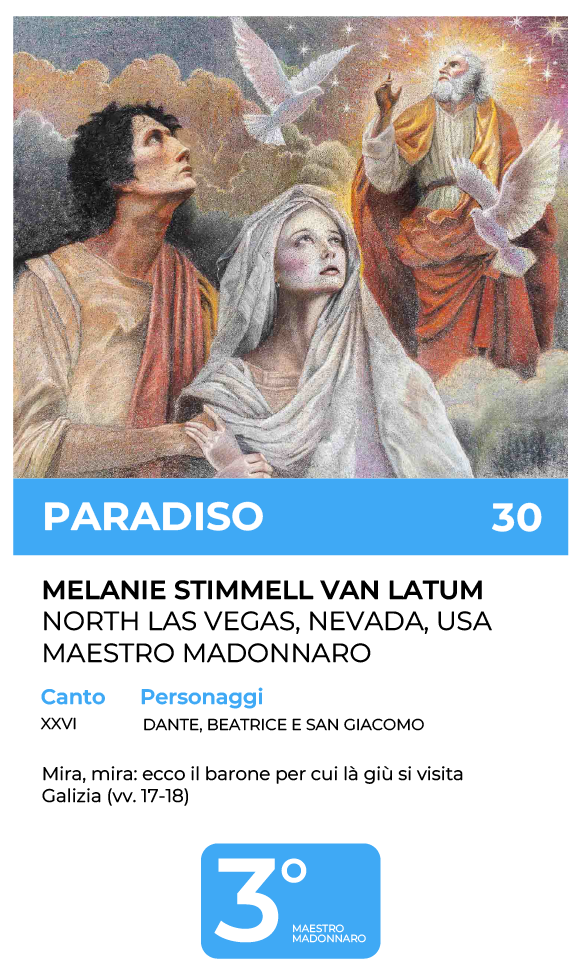 PARADISO 30
MELANIE STIMMELL VAN LATUM
NORTH LAS VEGAS, NEVADA, USA
MAESTRO MADONNARO
Canto Personaggi
XXVI DANTE, BEATRICE E SAN GIACOMO
Mira, mira: ecco il barone per cui là giù si visita
Galizia (vv. 17-18)
3°
MAESTRO
MADONNARO